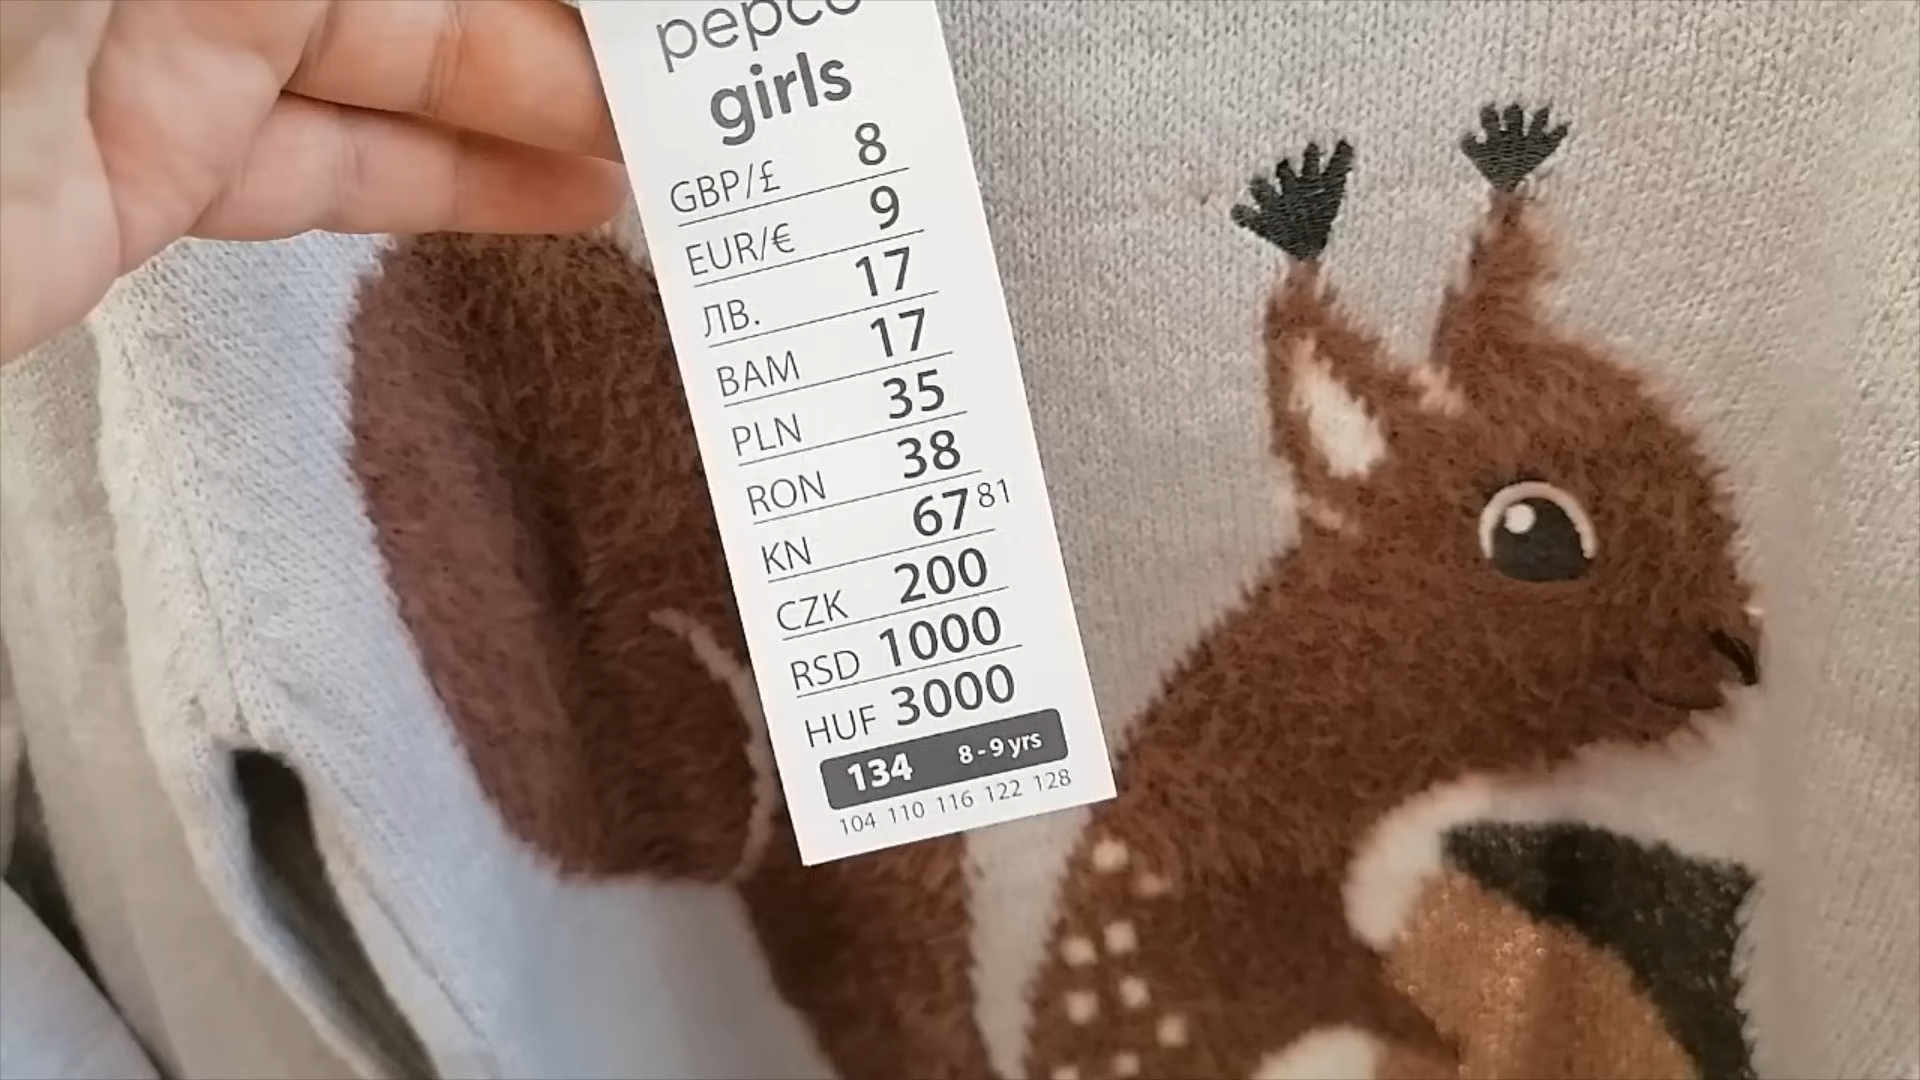 pepco
girls
GBP/£ 8
EUR/€ 9
ЛВ. 17
BAM 17
PLN 35
RON 38
KN 67 81
CZK 200
RSD 1000
HUF 3000
134 8-9 yrs
104 110 116 122 128